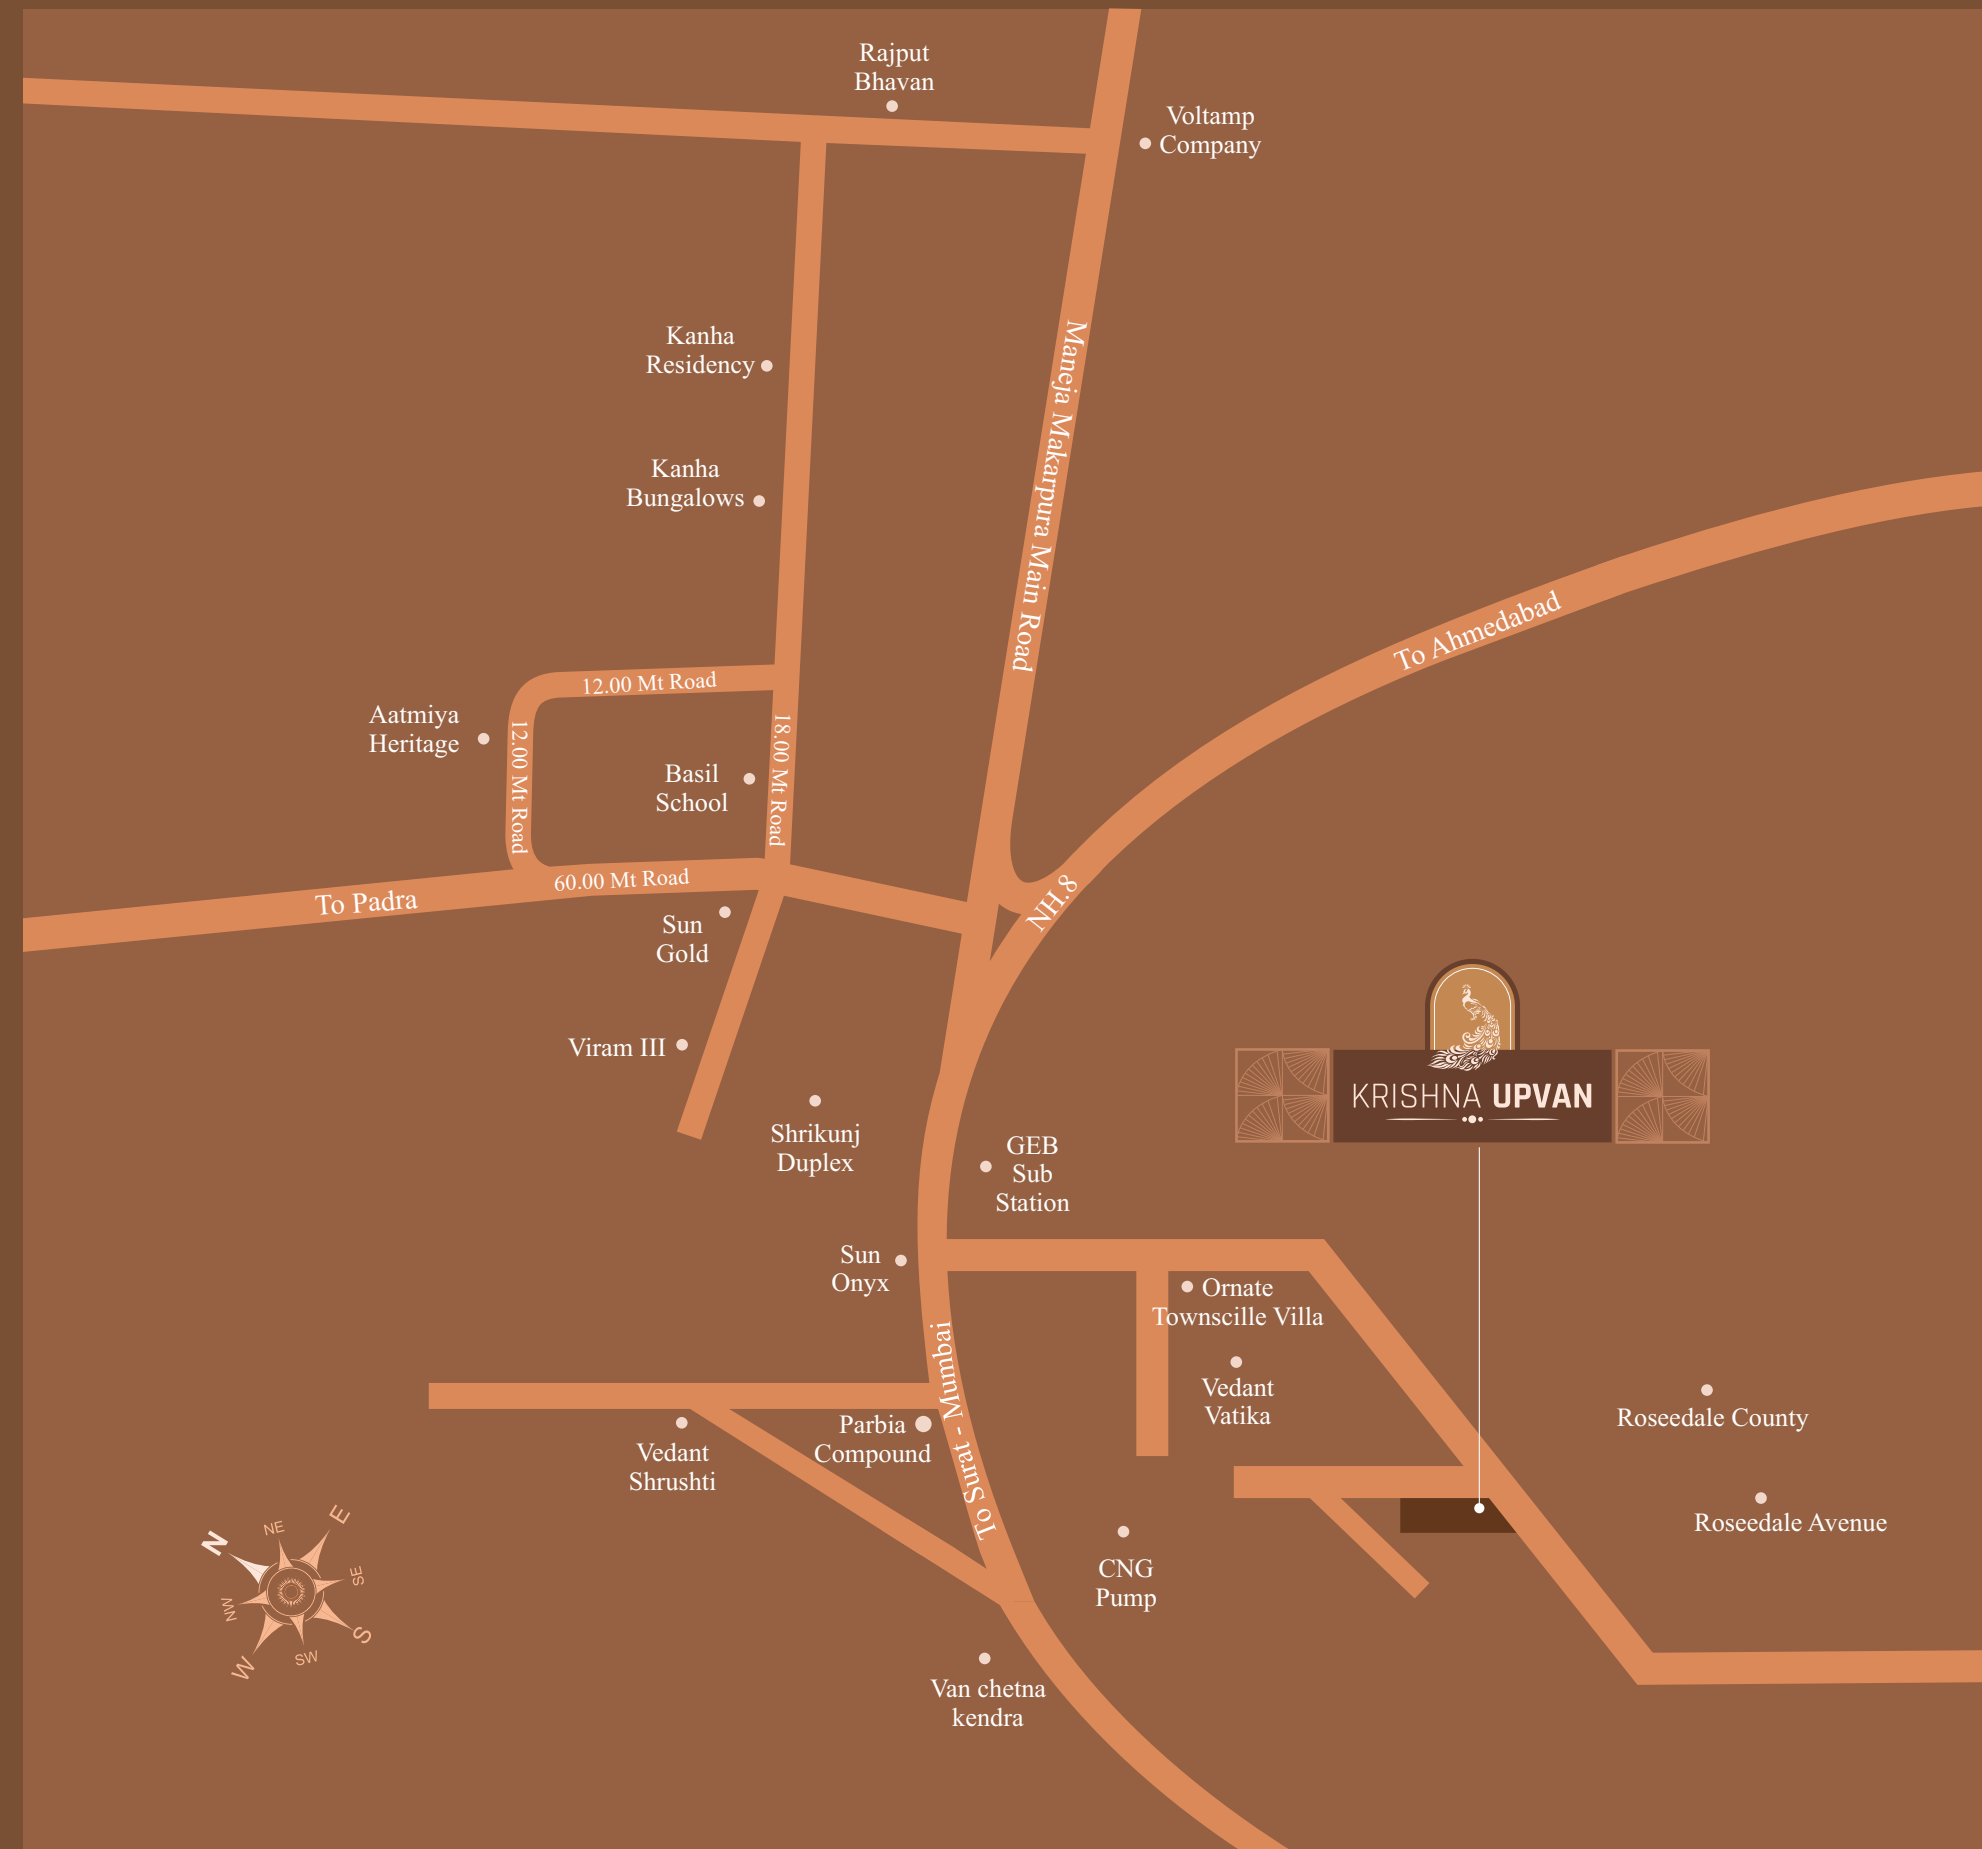 Rajput
Bhavan
Voltamp
Company
Kanha
Residency
Maneja Makarpura Main Road
Kanha
Bungalows
To Ahmedabad
12.00 Mt Road
Aatmiya
Heritage
12.00 Mt Road
Basil
School
18.00 Mt Road
60.00 Mt Road
To Padra
NH.8
Sun
Gold
Viram III
KRISHNA UPVAN
Shrikunj
Duplex
GEB
Sub
Station
Sun
Onyx
Ornate
Townscille Villa
To Surat - Mumbai
Vedant
Vatika
Roseedale County
Parbia
Compound
Vedant
Shrushti
Roseedale Avenue
CNG
Pump
N
NE
E
SE
S
SW
W
NW
Van chetna
kendra